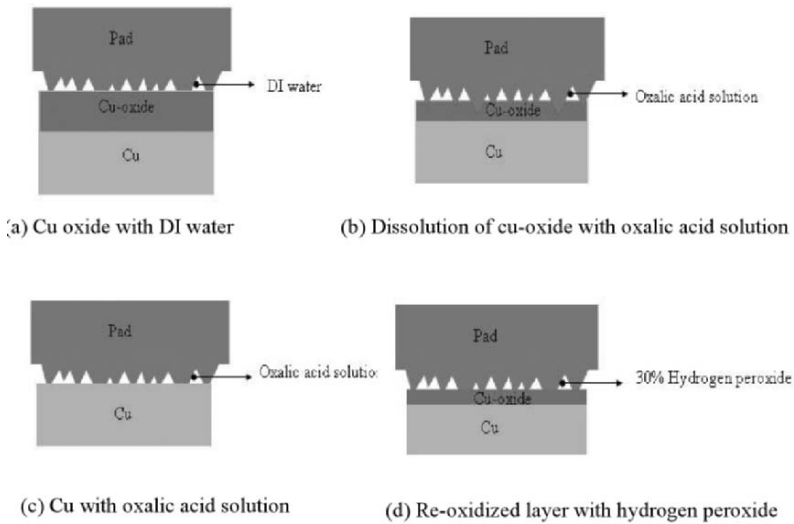 Pad
DI water
Cu-oxide
Cu
(a) Cu oxide with DI water
Pad
Oxalic acid solution
Cu-oxide
Cu
(b) Dissolution of cu-oxide with oxalic acid solution
Pad
Oxalic acid solution
Cu
(c) Cu with oxalic acid solution
Pad
30% Hydrogen peroxide
Cu-oxide
Cu
(d) Re-oxidized layer with hydrogen peroxide